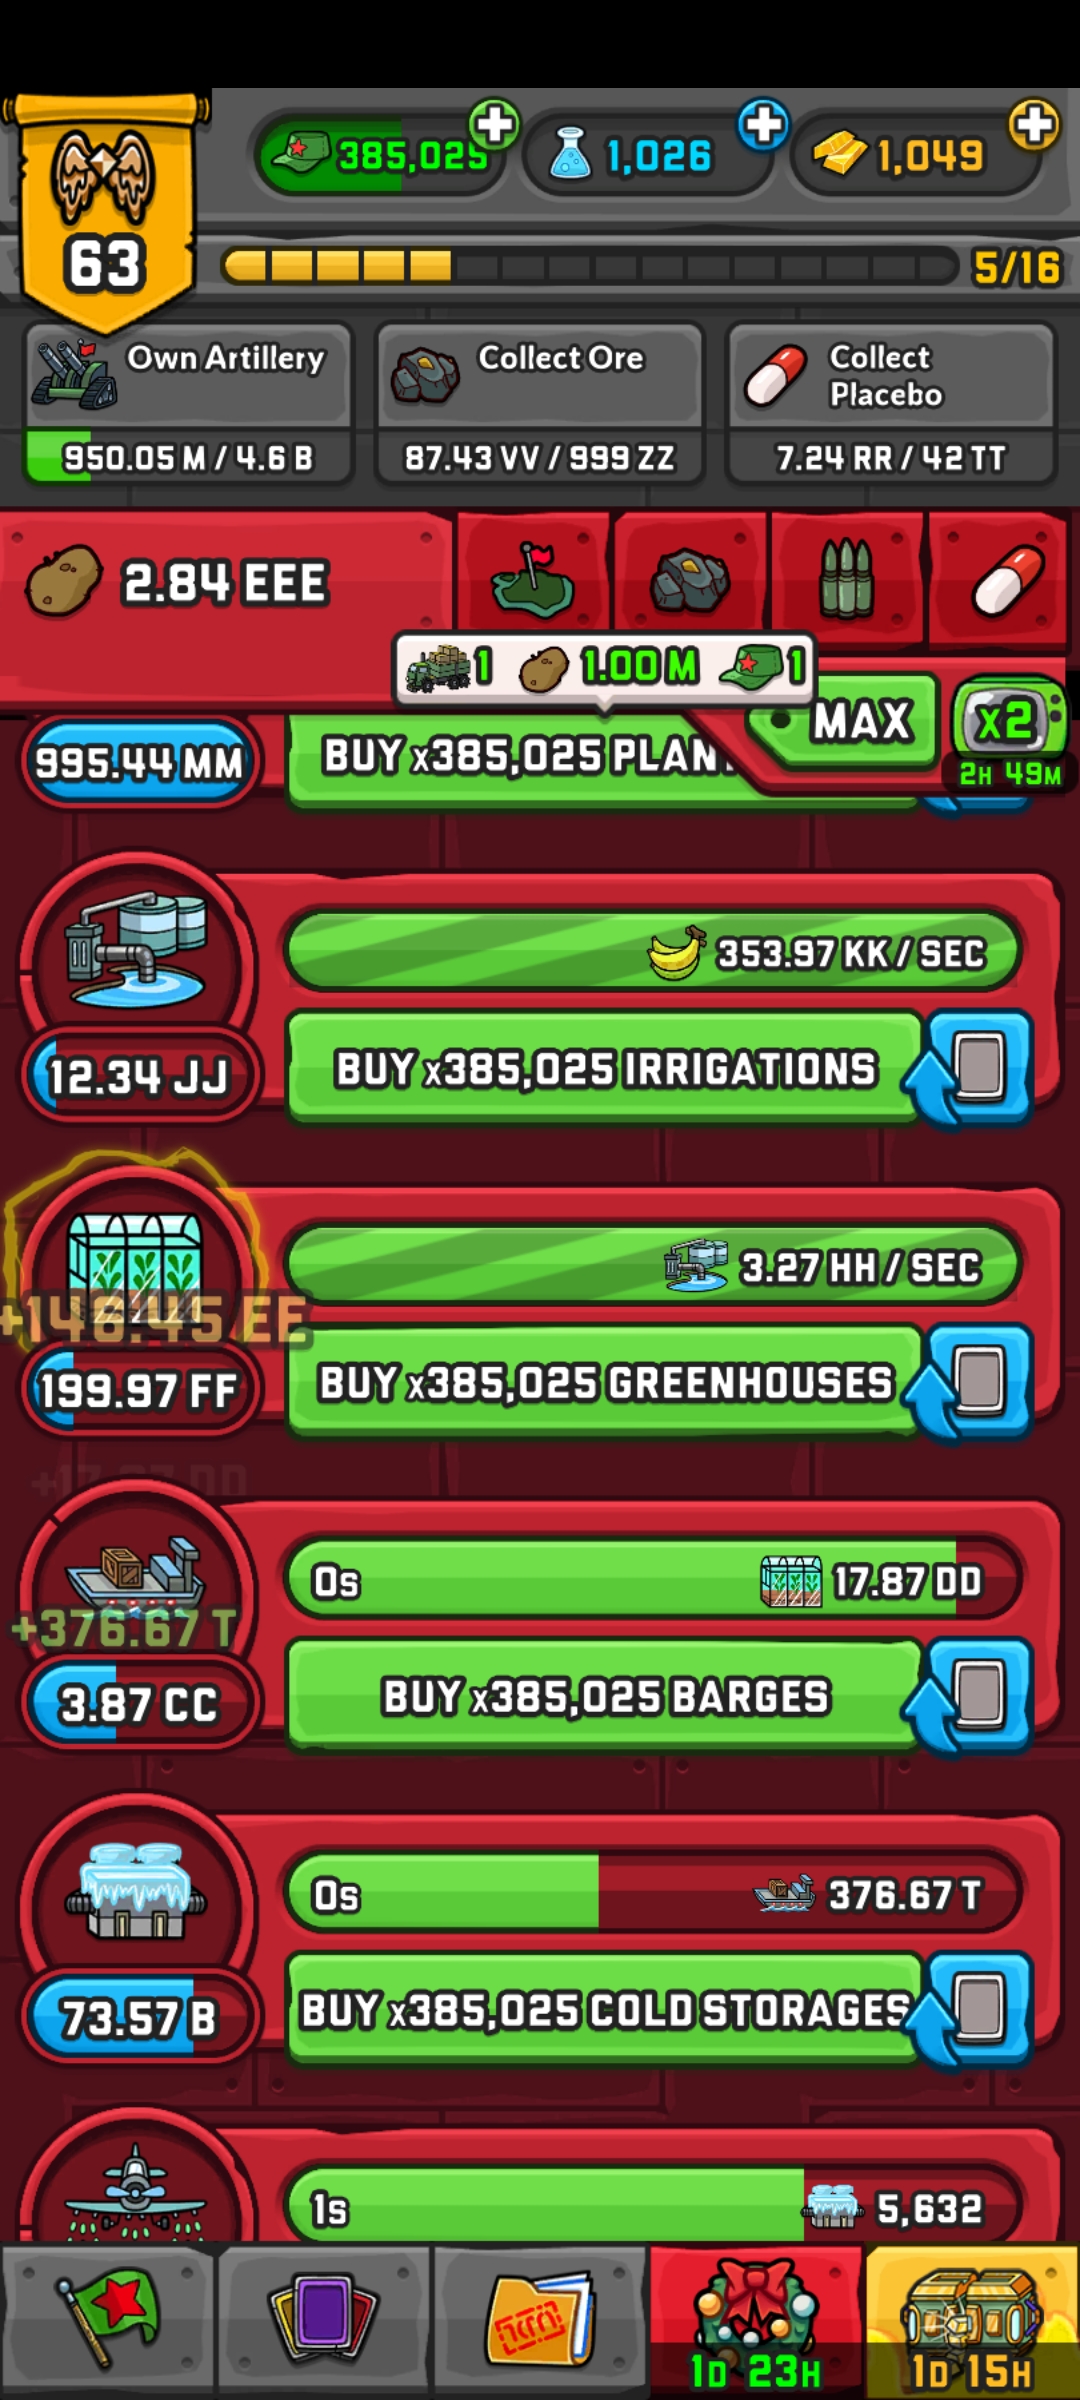 385,025
1,026
1,049
63
5/16
Own Artillery
950.05 M / 4.6 B
Collect Ore
87.43 VV / 999 ZZ
Collect
Placebo
7.24 RR / 42 TT
2.84 EEE
1 1.00 M 1
MAX
x2
2H 49M
995.44 MM
BUY x385,025 PLAN
353.97 KK / SEC
12.34 JJ
BUY x385,025 IRRIGATIONS
3.27 HH / SEC
+148.45 EE
199.97 FF
BUY x385,025 GREENHOUSES
+17.87 DD
0s
17.87 DD
+376.67 T
3.87 CC
BUY x385,025 BARGES
0s
376.67 T
73.57 B
BUY x385,025 COLD STORAGES
1s
5,632
1D 23H
1D 15H